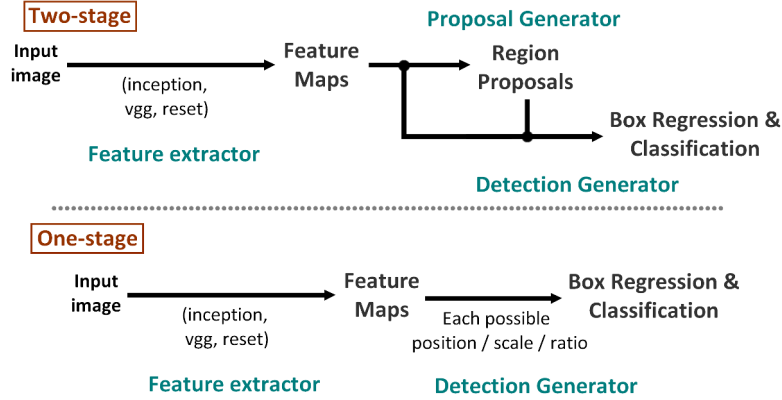 Two-stage
Proposal Generator
Input
image
(inception,
vgg, reset)
Feature
Maps
Region
Proposals
Box Regression &
Classification
Feature extractor
Detection Generator
One-stage
Input
image
(inception,
vgg, reset)
Feature
Maps
Each possible
position / scale / ratio
Box Regression &
Classification
Feature extractor
Detection Generator